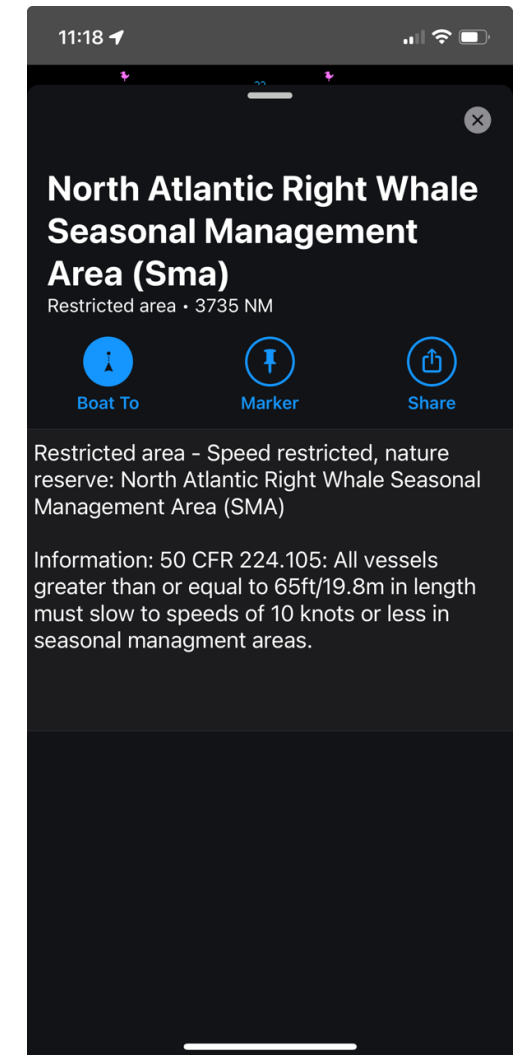 11:18
22
North Atlantic Right Whale
Seasonal Management
Area (Sma)
Restricted area • 3735 NM
Boat To
Marker
Share
Restricted area - Speed restricted, nature
reserve: North Atlantic Right Whale Seasonal
Management Area (SMA)
Information: 50 CFR 224.105: All vessels
greater than or equal to 65ft/19.8m in length
must slow to speeds of 10 knots or less in
seasonal managment areas.